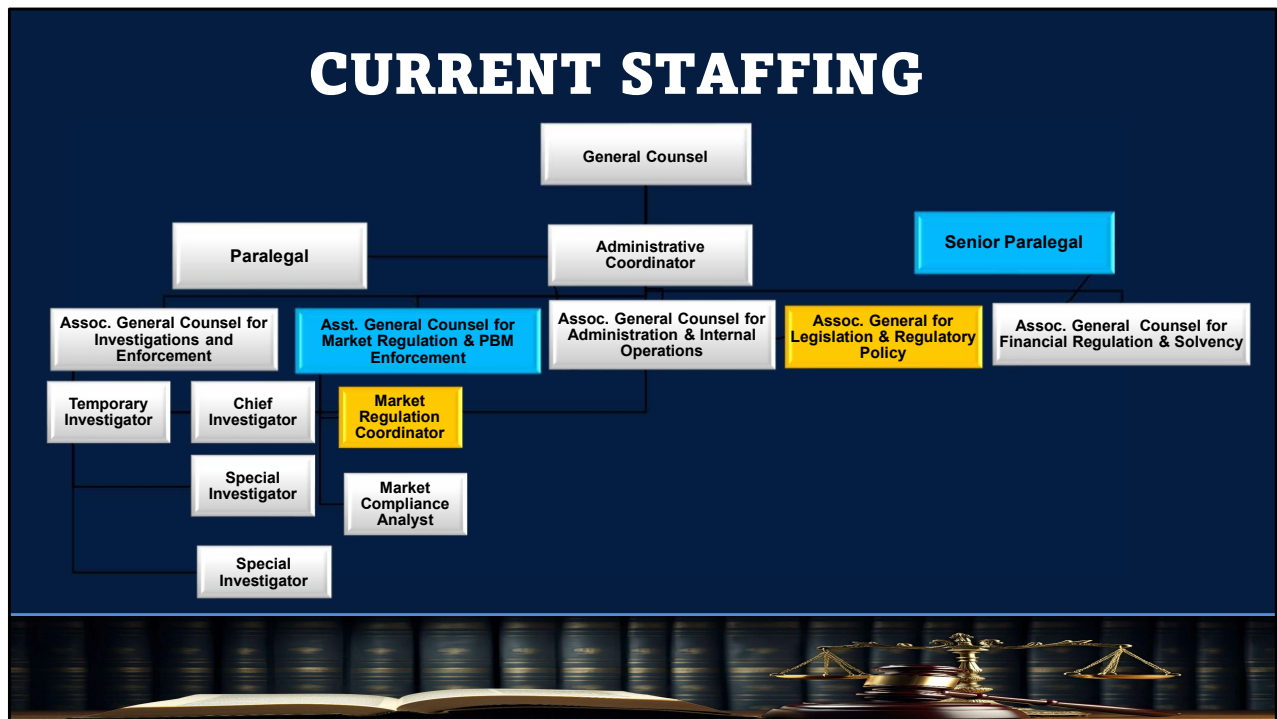 CURRENT STAFFING
General Counsel
Paralegal
Administrative
Coordinator
Senior Paralegal
Assoc. General Counsel for
Investigations and
Enforcement
Asst. General Counsel for
Market Regulation & PBM
Enforcement
Assoc. General Counsel for
Administration & Internal
Operations
Assoc. General for
Legislation & Regulatory
Policy
Assoc. General Counsel for
Financial Regulation & Solvency
Temporary
Investigator
Chief
Investigator
Market
Regulation
Coordinator
Special
Investigator
Market
Compliance
Analyst
Special
Investigator